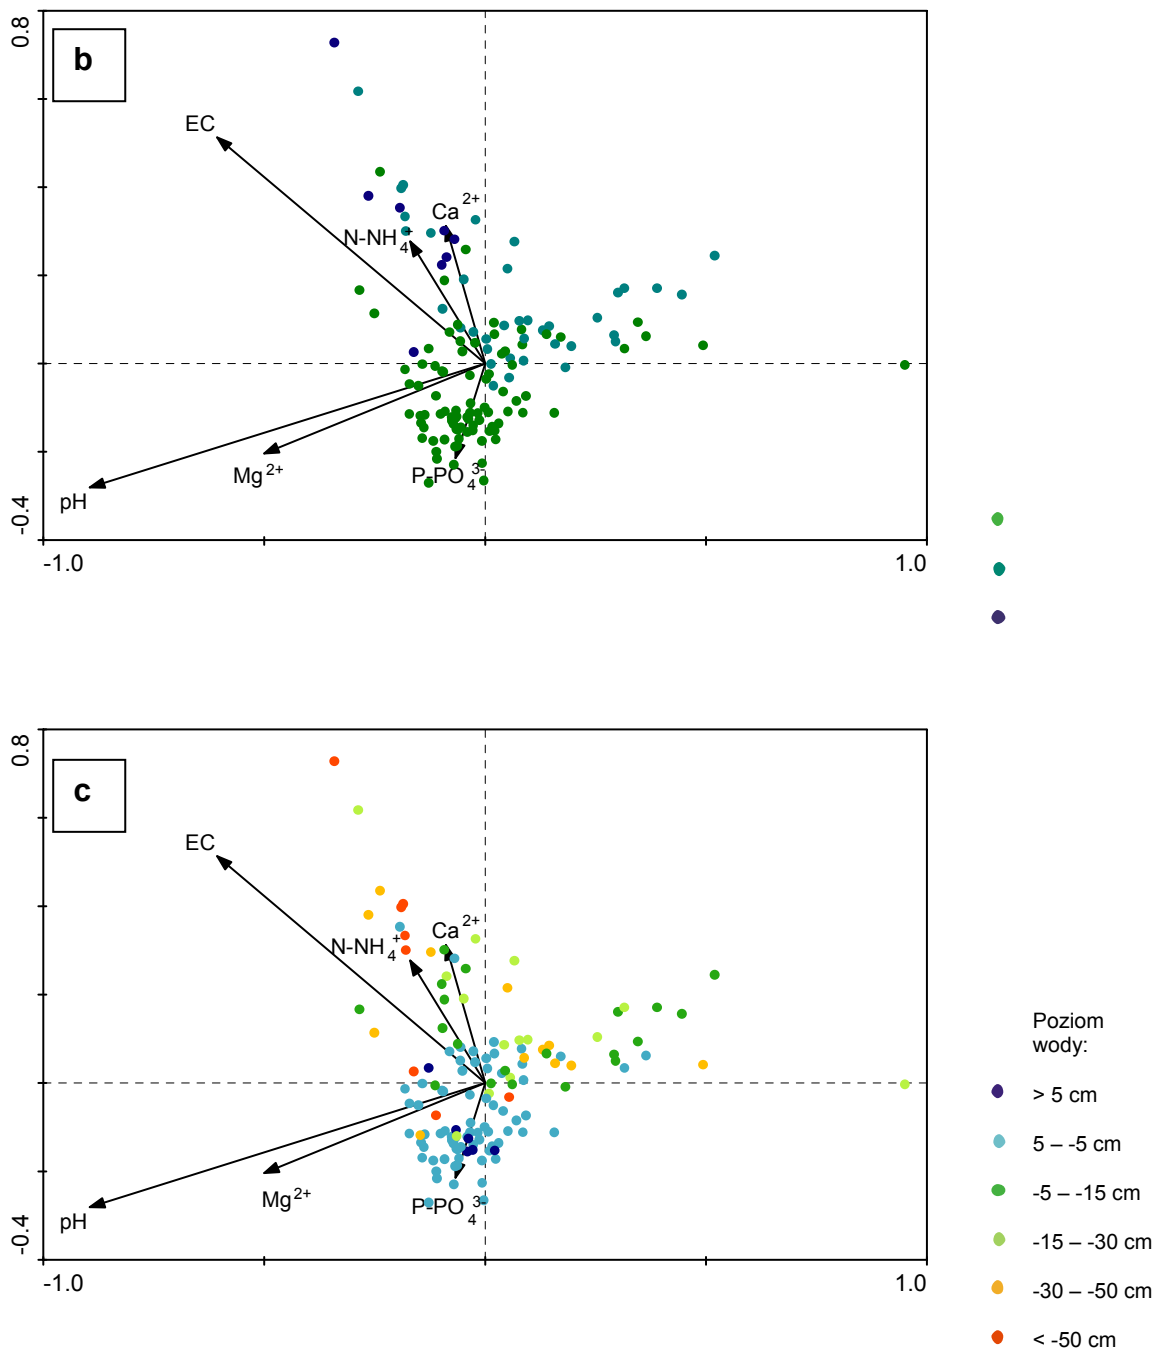 0.8
b
EC
Ca2+
N-NH4+
Mg2+
P-PO43-
pH
-0.4
-1.0
1.0
0.8
c
EC
Ca2+
N-NH4+
Mg2+
P-PO43-
pH
-0.4
-1.0
1.0
Poziom
wody:
> 5 cm
5 – -5 cm
-5 – -15 cm
-15 – -30 cm
-30 – -50 cm
< -50 cm